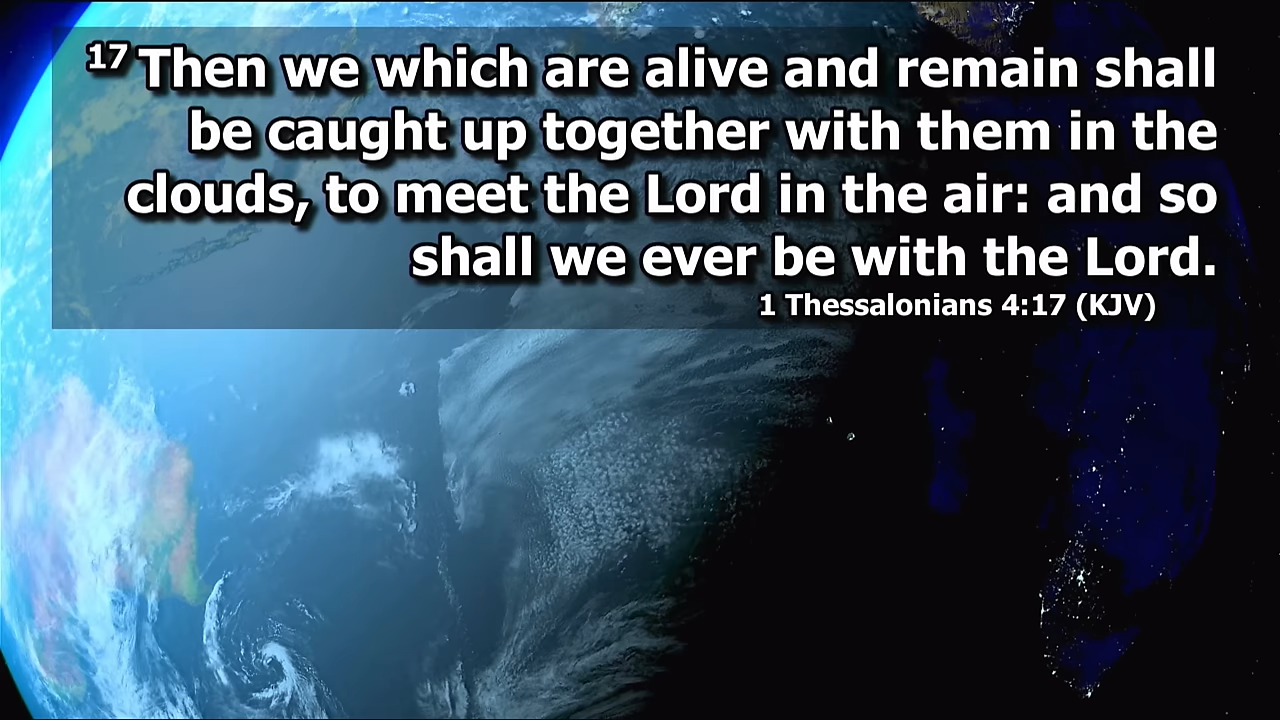 17 Then we which are alive and remain shall
be caught up together with them in the
clouds, to meet the Lord in the air: and so
shall we ever be with the Lord.
1 Thessalonians 4:17 (KJV)